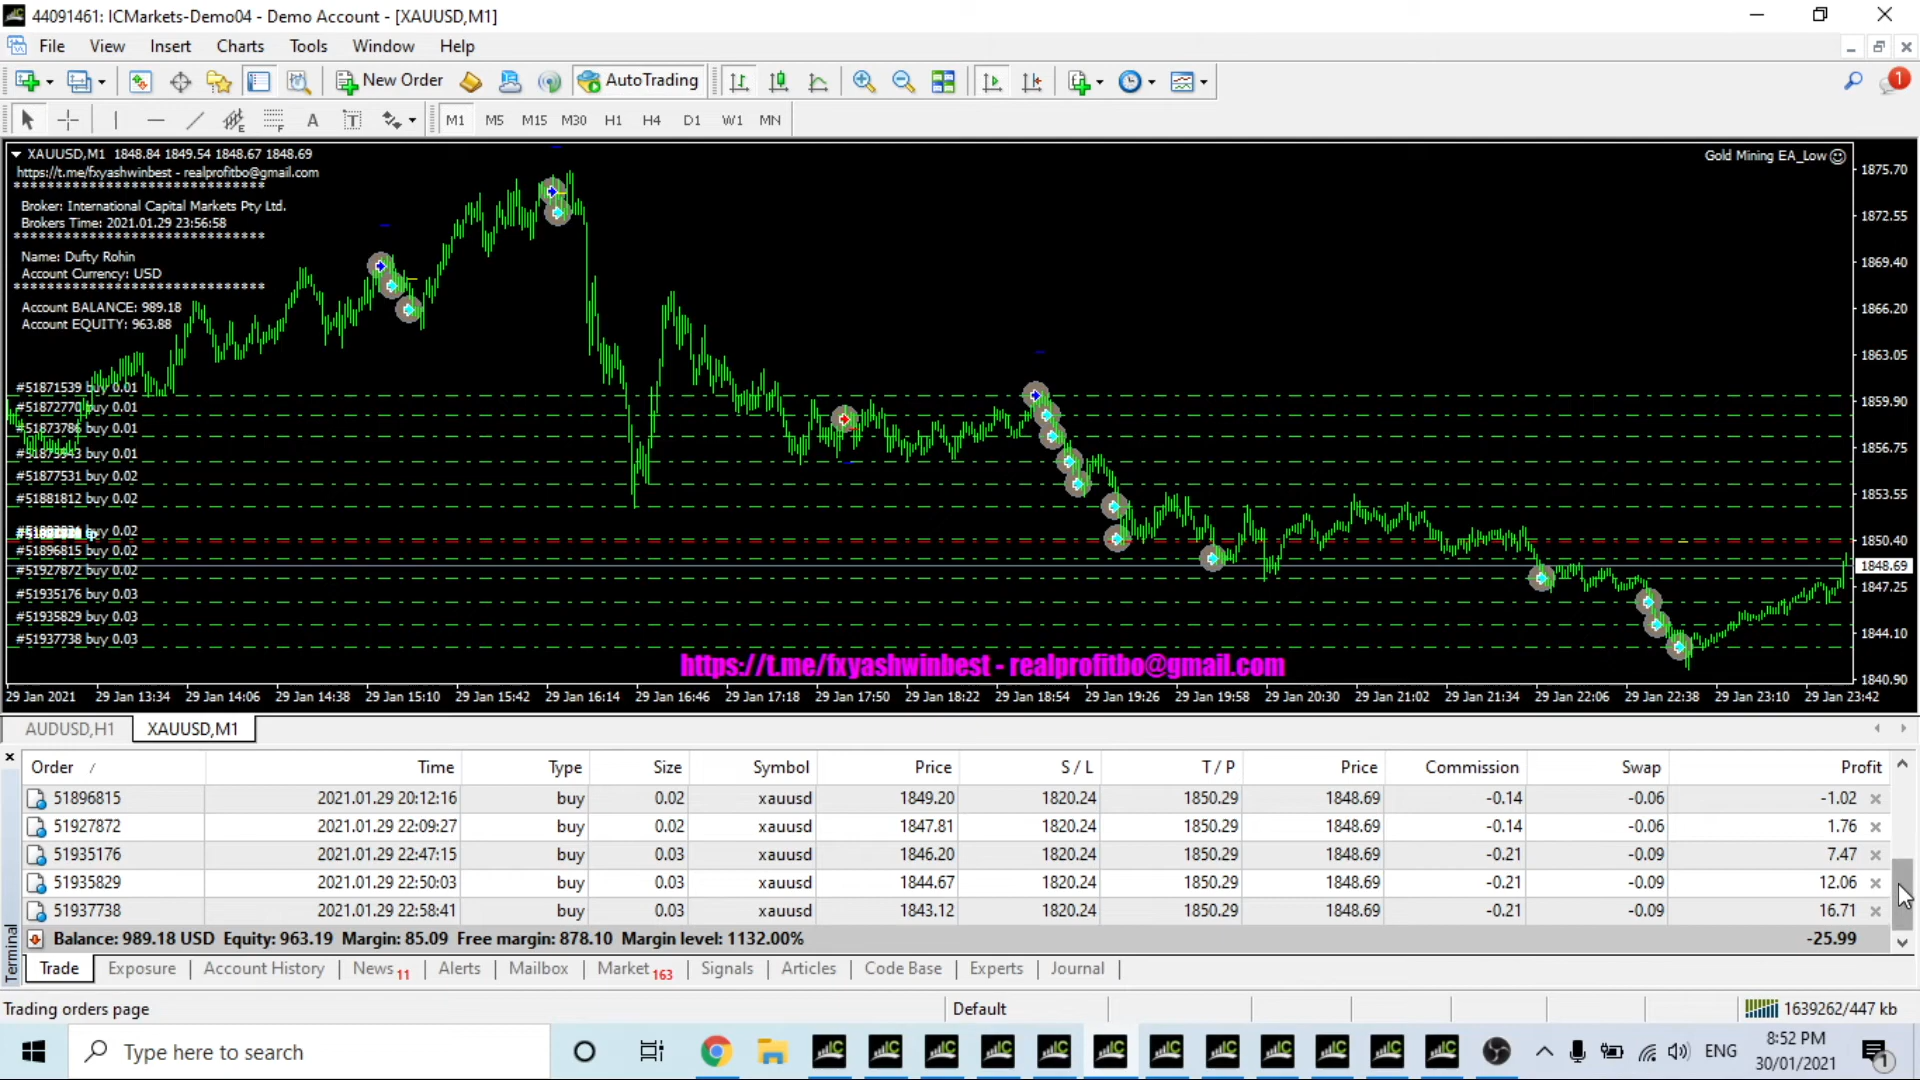 44091461: ICMarkets-Demo04 - Demo Account - [XAUUSD,M1]
File View Insert Charts Tools Window Help
New Order AutoTrading 1
A T M1 M5 M15 M30 H1 H4 D1 W1 MN
XAUUSD,M1 1848.84 1849.54 1848.67 1848.69
Gold Mining EA_Low
https://t.me/fxyashwinbest - realprofitbo@gmail.com
******************************
Broker: International Capital Markets Pty Ltd.
Brokers Time: 2021.01.29 23:56:58
******************************
Name: Dufty Rohin
Account Currency: USD
******************************
Account BALANCE: 989.18
Account EQUITY: 963.88
#51871539 buy 0.01
#51872770 buy 0.01
#51873786 buy 0.01
buy 0.01
#51877531 buy 0.02
#51881812 buy 0.02
buy 0.02
#51896815 buy 0.02
#51927872 buy 0.02
#51935176 buy 0.03
#51935829 buy 0.03
#51937738 buy 0.03
1875.70
1872.55
1869.40
1866.20
1863.05
1859.90
1856.75
1853.55
1850.40
1848.69
1847.25
1844.10
1840.90
https://t.me/fxyashwinbest - realprofitbo@gmail.com
29 Jan 2021 29 Jan 13:34 29 Jan 14:06 29 Jan 14:38 29 Jan 15:10 29 Jan 15:42 29 Jan 16:14 29 Jan 16:46 29 Jan 17:18 29 Jan 17:50 29 Jan 18:22 29 Jan 18:54 29 Jan 19:26 29 Jan 19:58 29 Jan 20:30 29 Jan 21:02 29 Jan 21:34 29 Jan 22:06 29 Jan 22:38 29 Jan 23:10 29 Jan 23:42
AUDUSD,H1 XAUUSD,M1
Order / Time Type Size Symbol Price S / L T / P Price Commission Swap Profit
51896815 2021.01.29 20:12:16 buy 0.02 xauusd 1849.20 1820.24 1850.29 1848.69 -0.14 -0.06 -1.02
51927872 2021.01.29 22:09:27 buy 0.02 xauusd 1847.81 1820.24 1850.29 1848.69 -0.14 -0.06 1.76
51935176 2021.01.29 22:47:15 buy 0.03 xauusd 1846.20 1820.24 1850.29 1848.69 -0.21 -0.09 7.47
51935829 2021.01.29 22:50:03 buy 0.03 xauusd 1844.67 1820.24 1850.29 1848.69 -0.21 -0.09 12.06
51937738 2021.01.29 22:58:41 buy 0.03 xauusd 1843.12 1820.24 1850.29 1848.69 -0.21 -0.09 16.71
Balance: 989.18 USD Equity: 963.19 Margin: 85.09 Free margin: 878.10 Margin level: 1132.00% -25.99
Terminal
Trade Exposure Account History News 11 Alerts Mailbox Market 163 Signals Articles Code Base Experts Journal
Trading orders page Default 1639262/447 kb
Type here to search
ENG
8:52 PM
30/01/2021
1